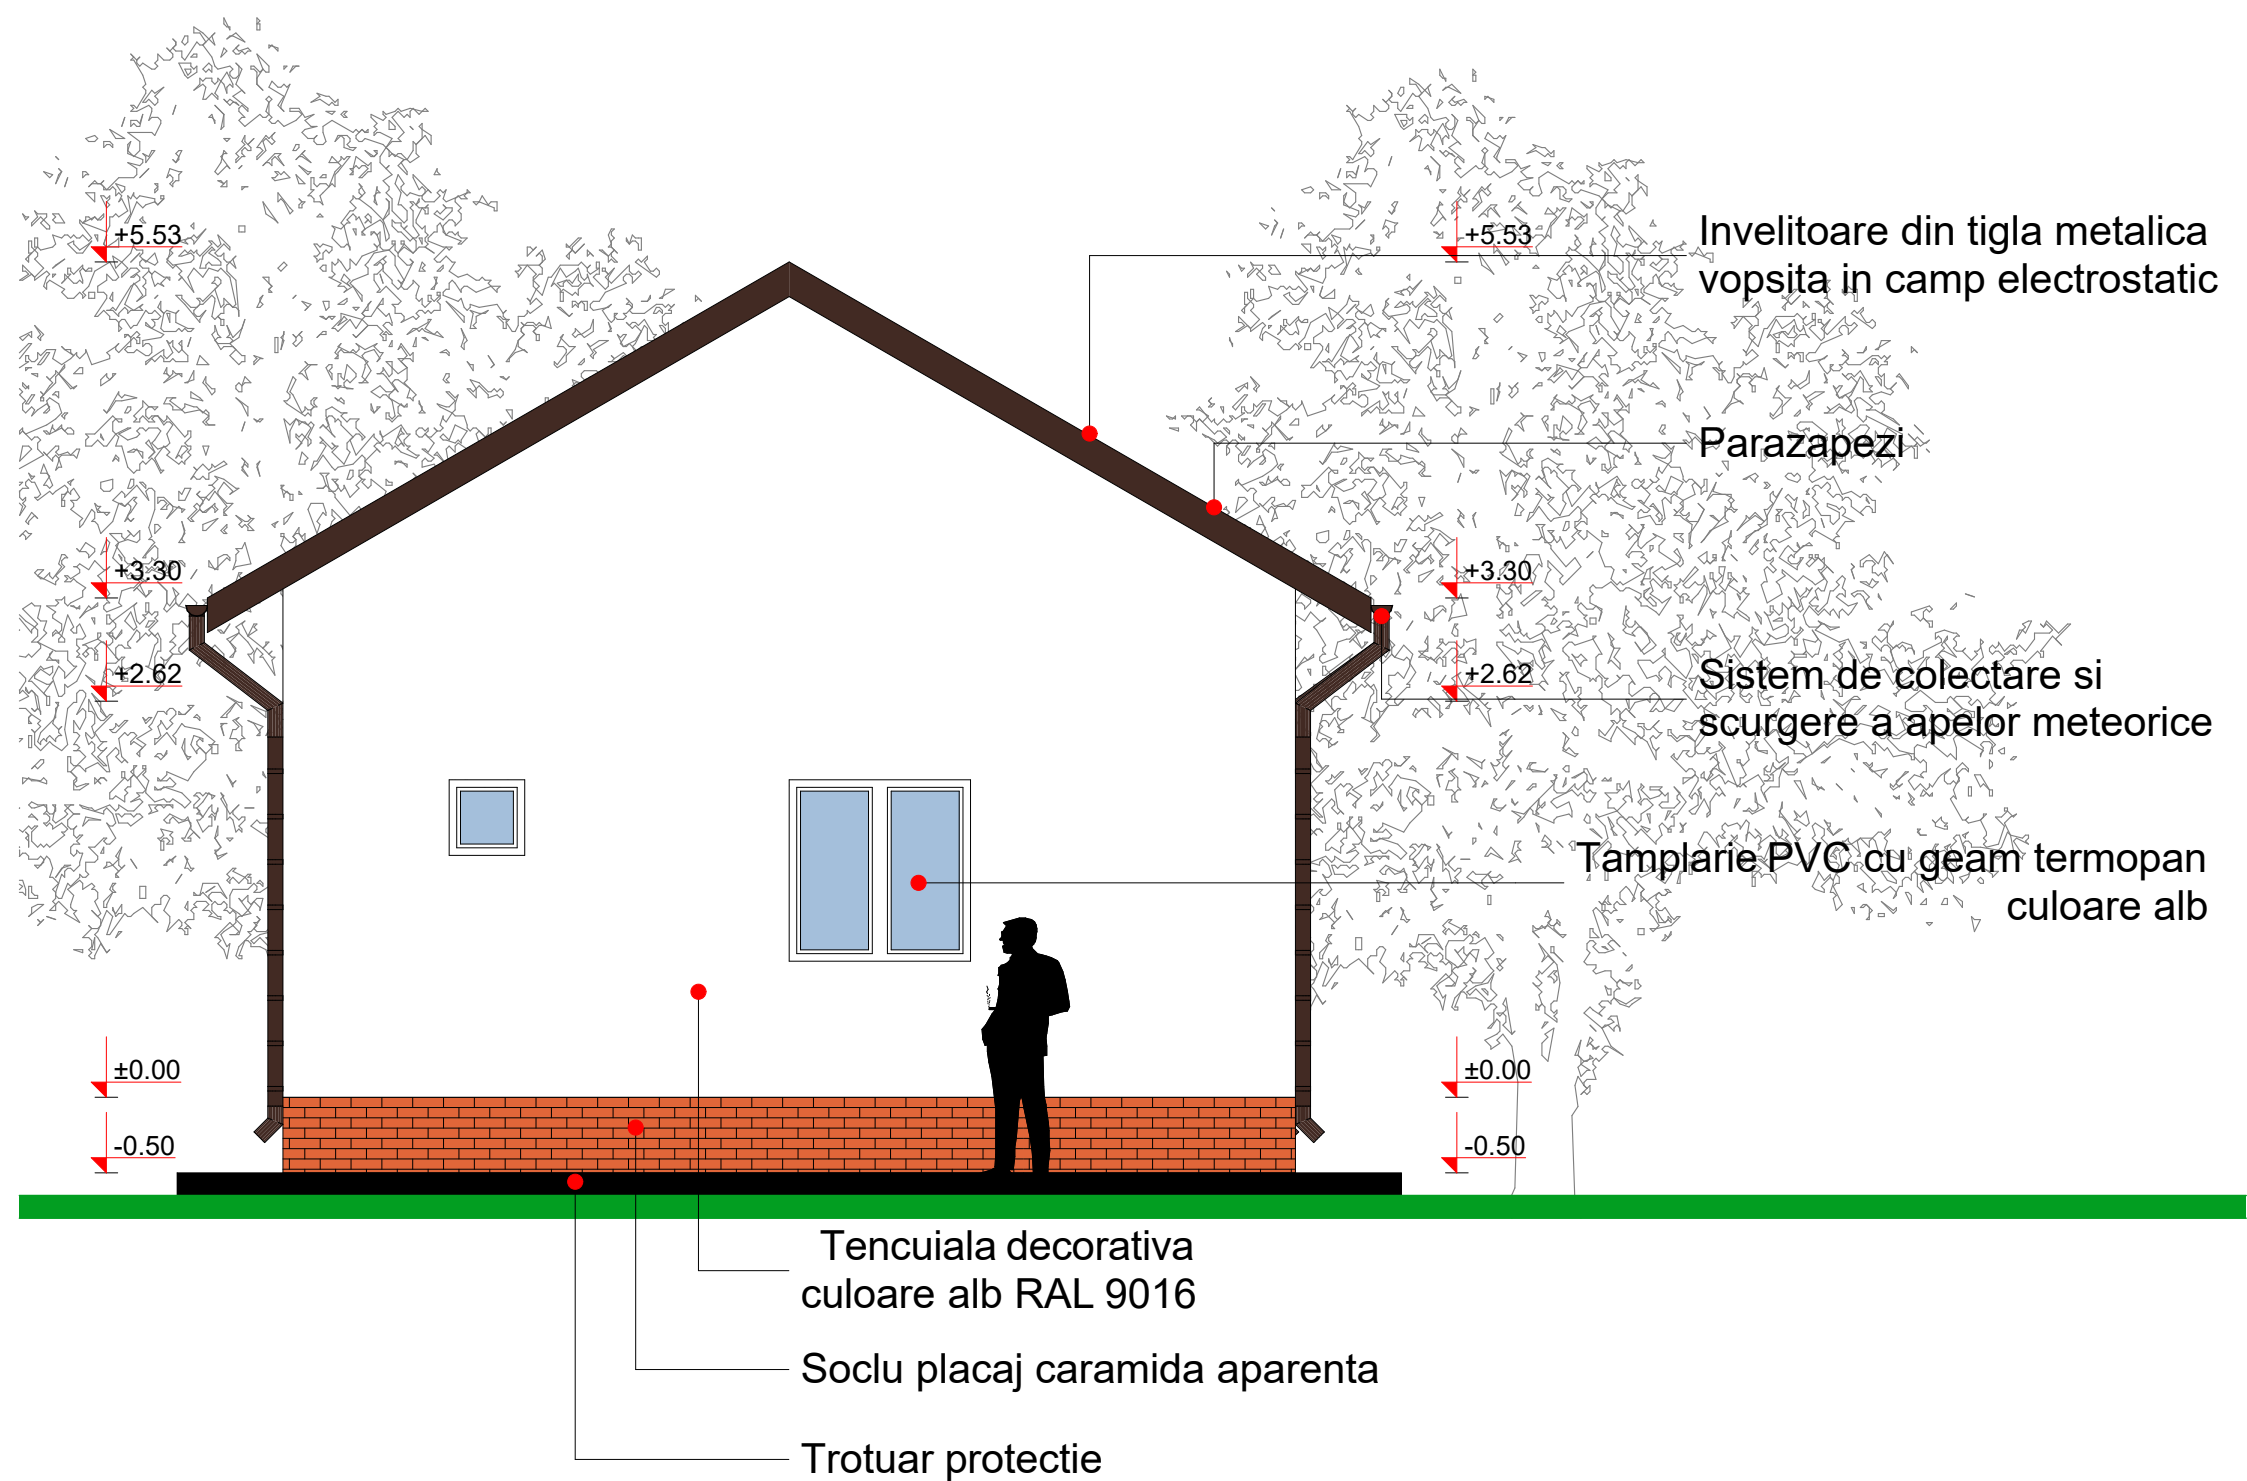 +5.53
+5.53
Invelitoare din tigla metalica
vopsita in camp electrostatic
Parazapezi
+3.30
+3.30
+2.62
+2.62
Sistem de colectare si
scurgere a apelor meteorice
Tamplarie PVC cu geam termopan
culoare alb
±0.00
±0.00
-0.50
-0.50
Tencuiala decorativa
culoare alb RAL 9016
Soclu placaj caramida aparenta
Trotuar protectie